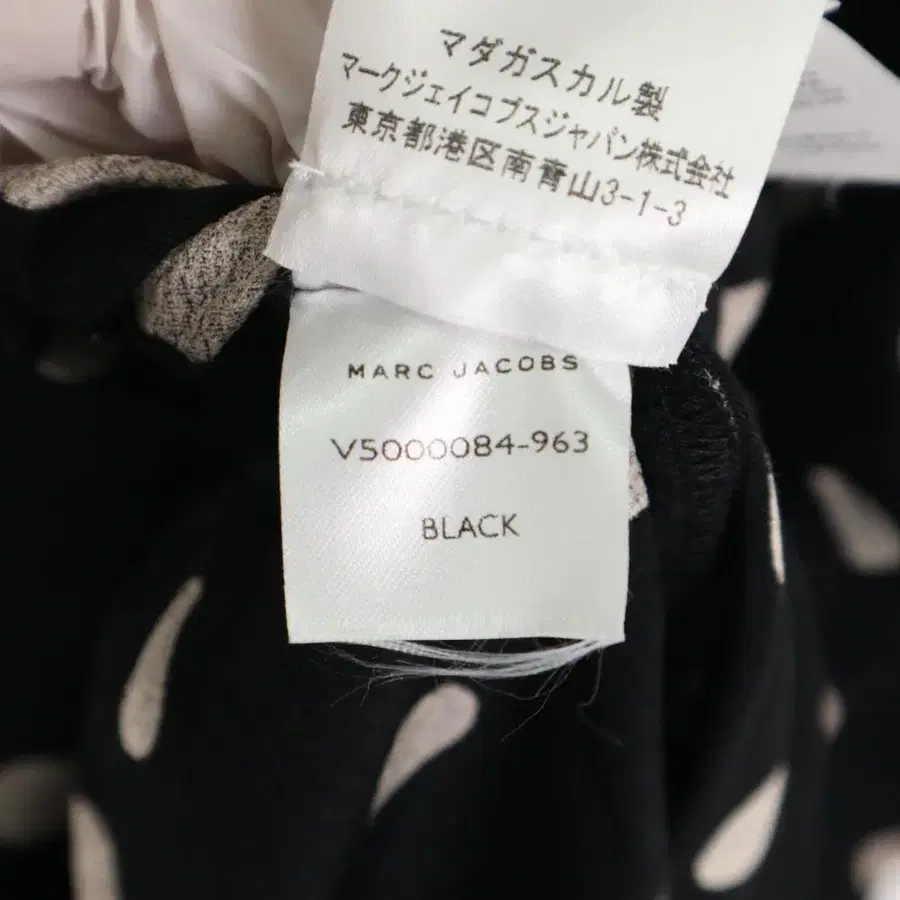 マダガスカル製
マークジェイコブスジャパン株式会社
東京都港区南青山3-1-3
MARC JACOBS
V5000084-963
BLACK